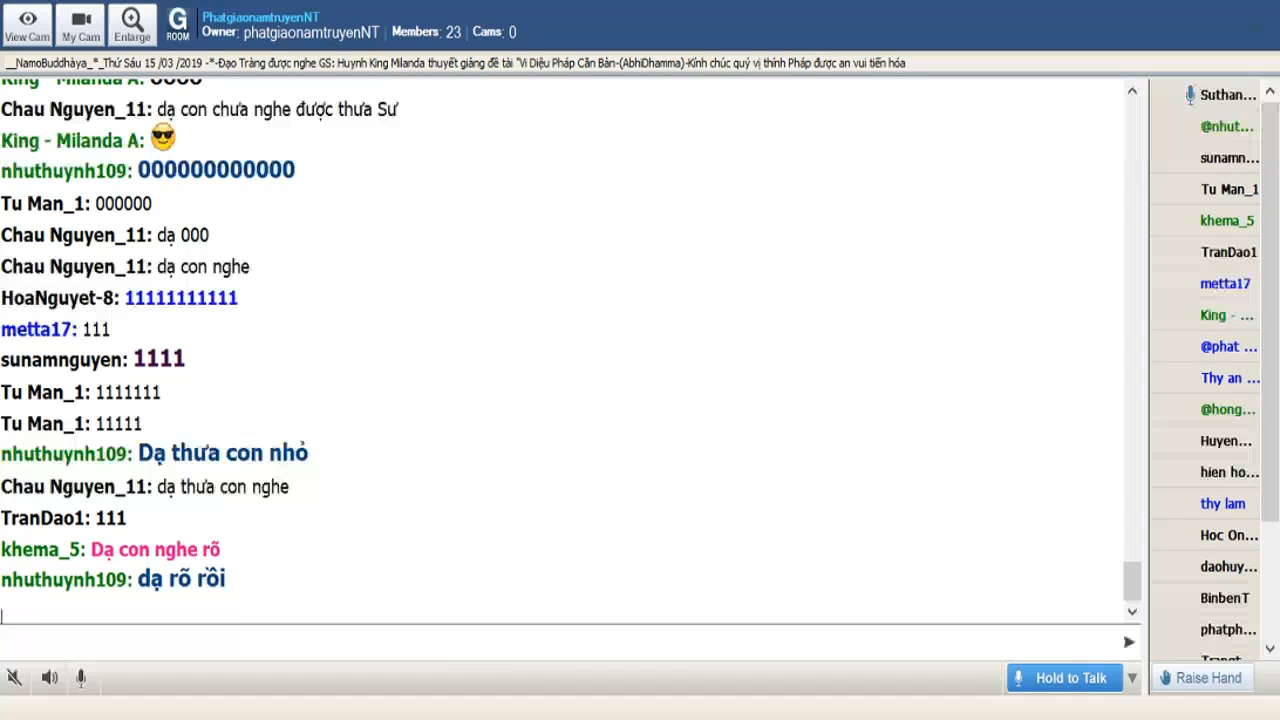 View Cam
My Cam
Enlarge
G
ROOM
PhatgiaonamtruyenNT
Owner: phatgiaonamtruyenNT | Members: 23 | Cams: 0
__NamoBuddhàya_*_Thứ Sáu 15 /03 /2019 -*-Đạo Tràng được nghe GS: Huynh King Milanda thuyết giảng đề tài "Vi Diệu Pháp Căn Bản-(AbhiDhamma)-Kính chúc quý vị thính Pháp được an vui tiến hóa
King - Milanda A: 0000
Chau Nguyen_11: dạ con chưa nghe được thưa Sư
King - Milanda A:
nhuthuynh109: 000000000000
Tu Man_1: 000000
Chau Nguyen_11: dạ 000
Chau Nguyen_11: dạ con nghe
HoaNguyet-8: 11111111111
metta17: 111
sunamnguyen: 1111
Tu Man_1: 1111111
Tu Man_1: 11111
nhuthuynh109: Dạ thưa con nhỏ
Chau Nguyen_11: dạ thưa con nghe
TranDao1: 111
khema_5: Dạ con nghe rõ
nhuthuynh109: dạ rõ rồi
Suthan...
@nhut...
sunamn...
Tu Man_1
khema_5
TranDao1
metta17
King - ...
@phat ...
Thy an ...
@hong...
Huyen...
hien ho...
thy lam
Hoc On...
daohuy...
BinbenT
phatph...
Hold to Talk
Raise Hand